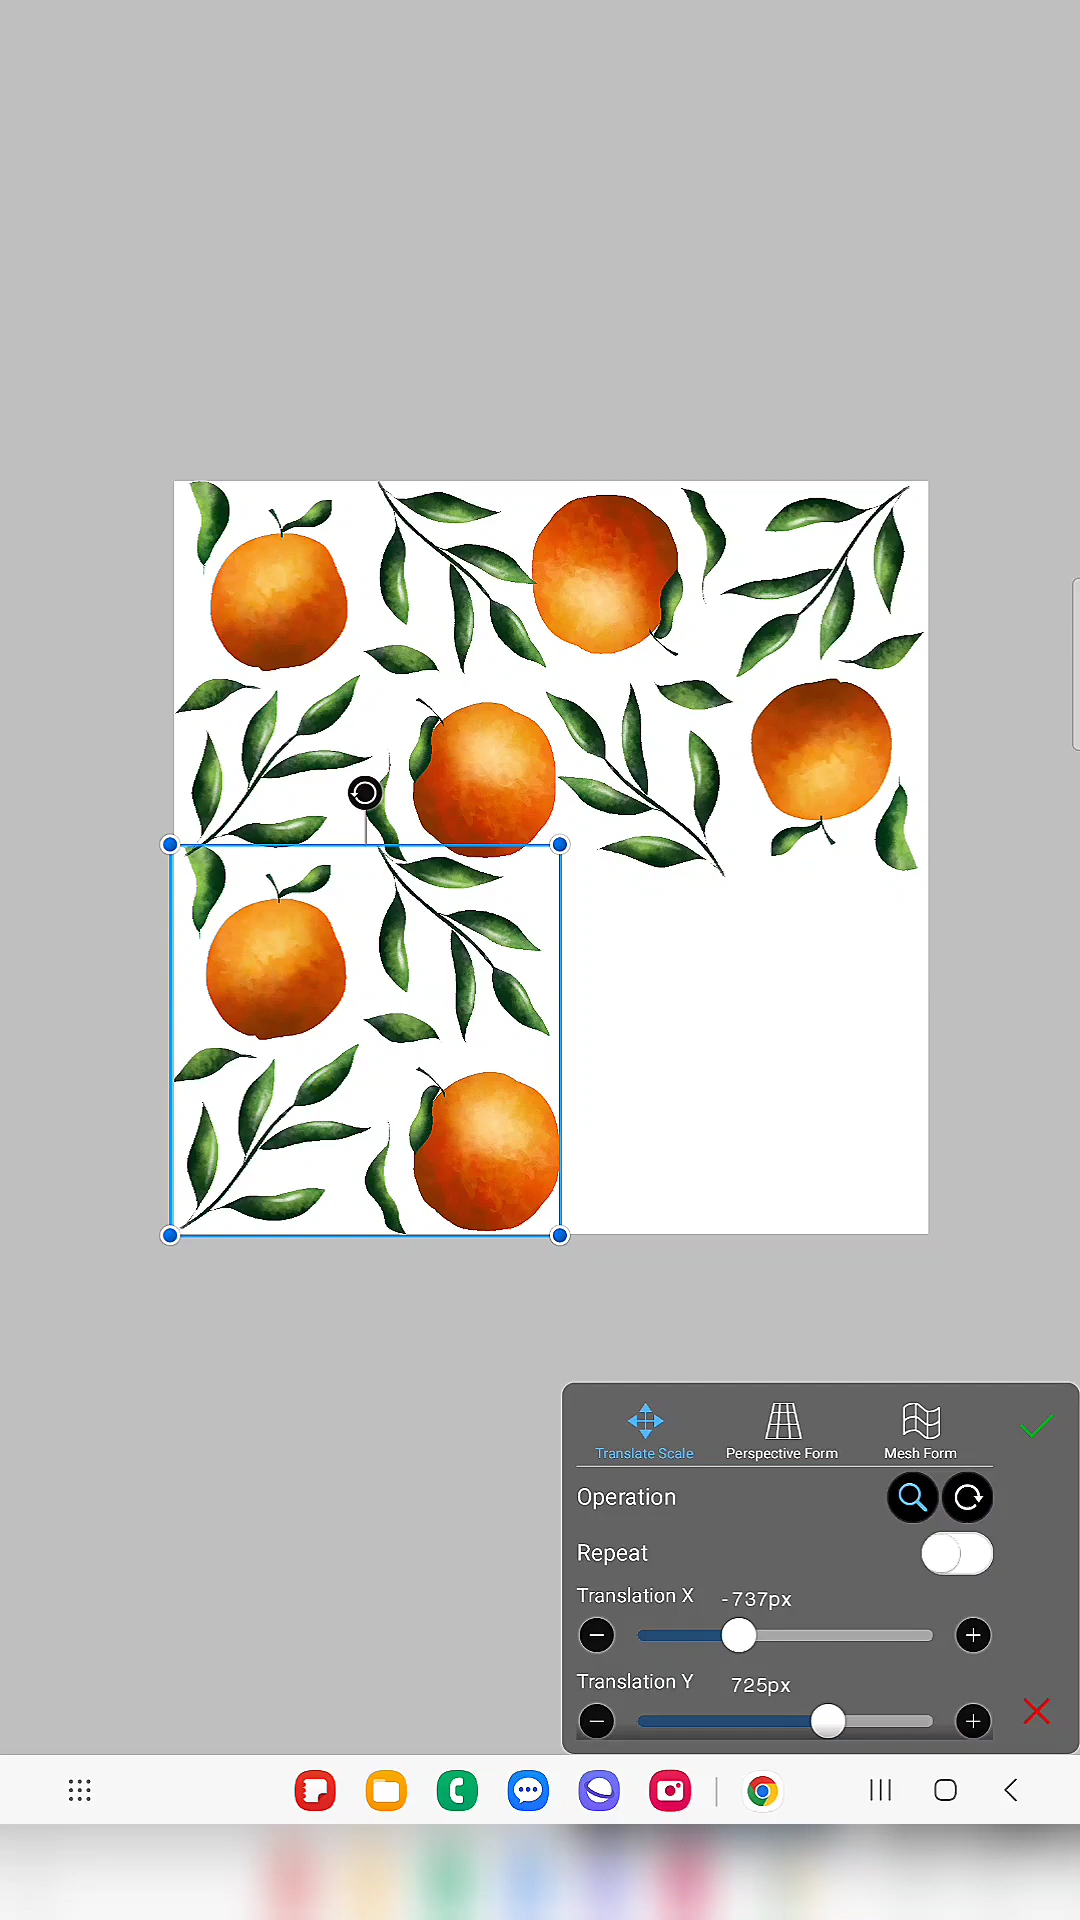 Translate Scale
Perspective Form
Mesh Form
Operation
Repeat
Translation X -737px
Translation Y 725px